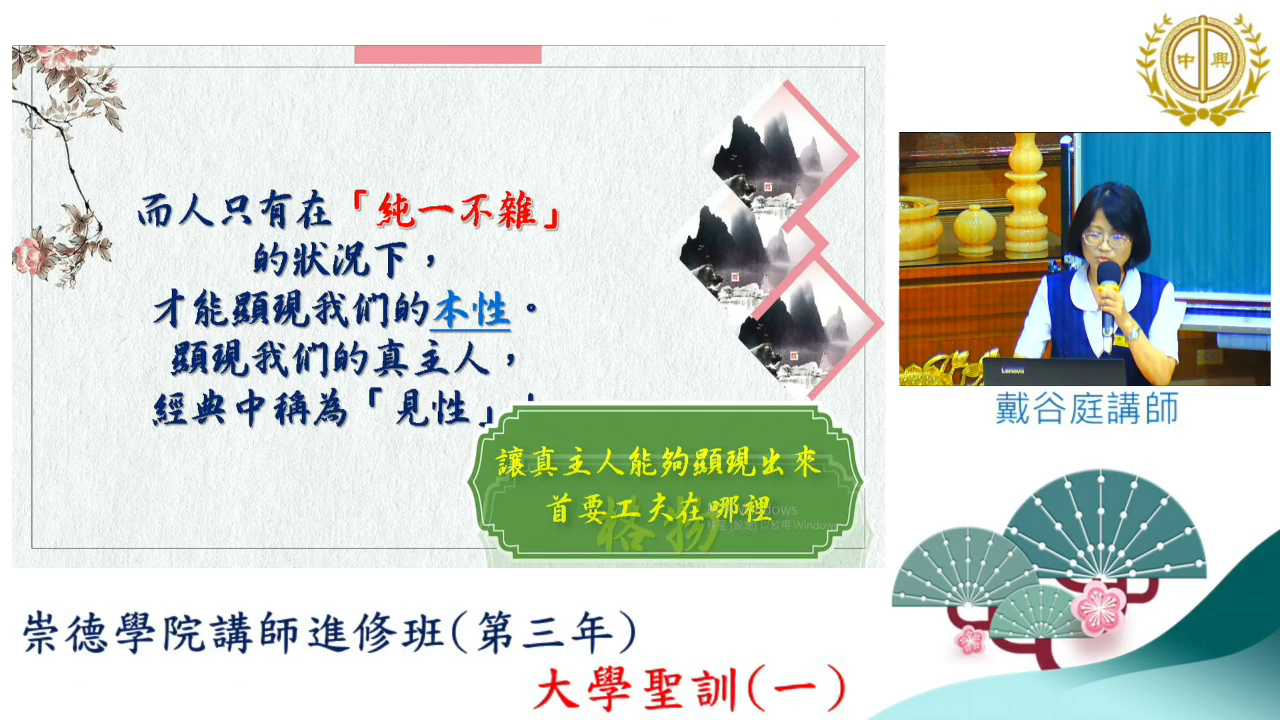 而人只有在「純一不雜」
的狀況下，
才能顯現我们的本性。
顯現我们的真主人，
經典中稱為「見性」！
讓真主人能夠顯現出來
首要工夫在哪裡
格物
中興
Lenovo
戴谷庭講師
崇德學院講師進修班(第三年)
大學聖訓(一)